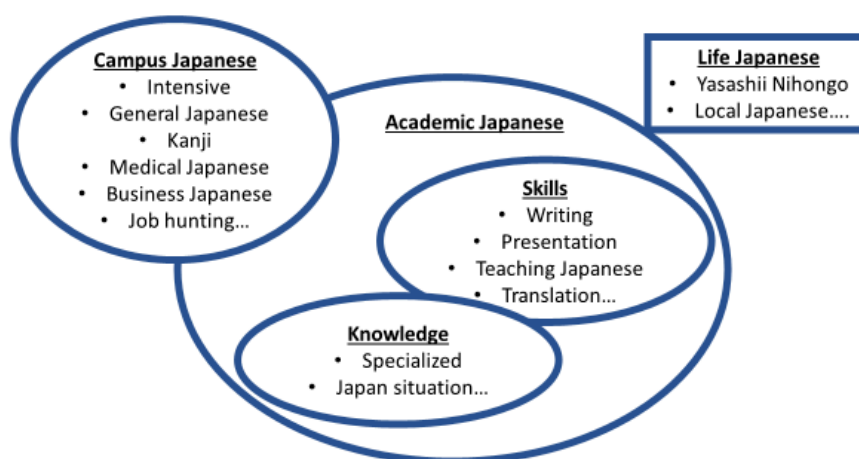 Campus Japanese
• Intensive
• General Japanese
• Kanji
• Medical Japanese
• Business Japanese
• Job hunting…
Life Japanese
• Yasashii Nihongo
• Local Japanese….
Academic Japanese
Skills
• Writing
• Presentation
• Teaching Japanese
• Translation…
Knowledge
• Specialized
• Japan situation…